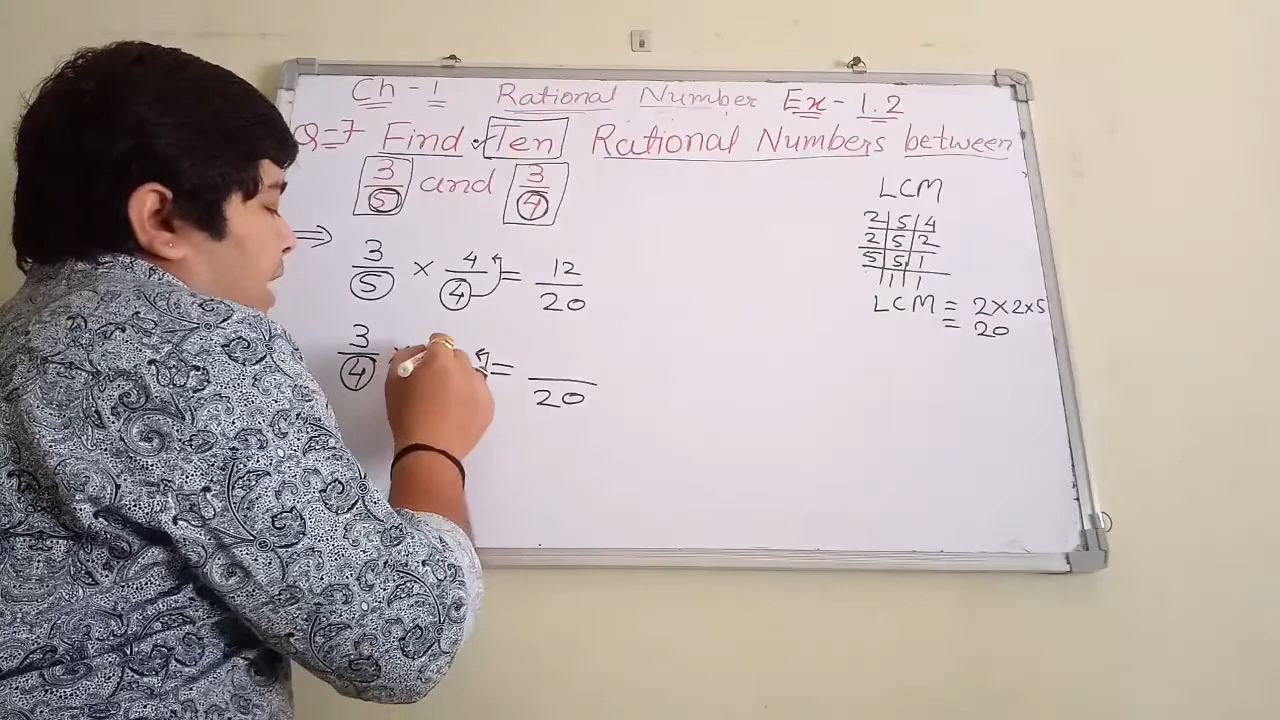 Ch - 1 Rational Number Ex - 1.2
Q=7 Find Ten Rational Numbers between
3/5 and 3/4
⇒ 3/5 × 4/4 = 12/20
3/4 = /20
LCM
2 | 5 | 4
2 | 5 | 2
5 | 5 | 1
1 | 1
LCM = 2×2×5
= 20